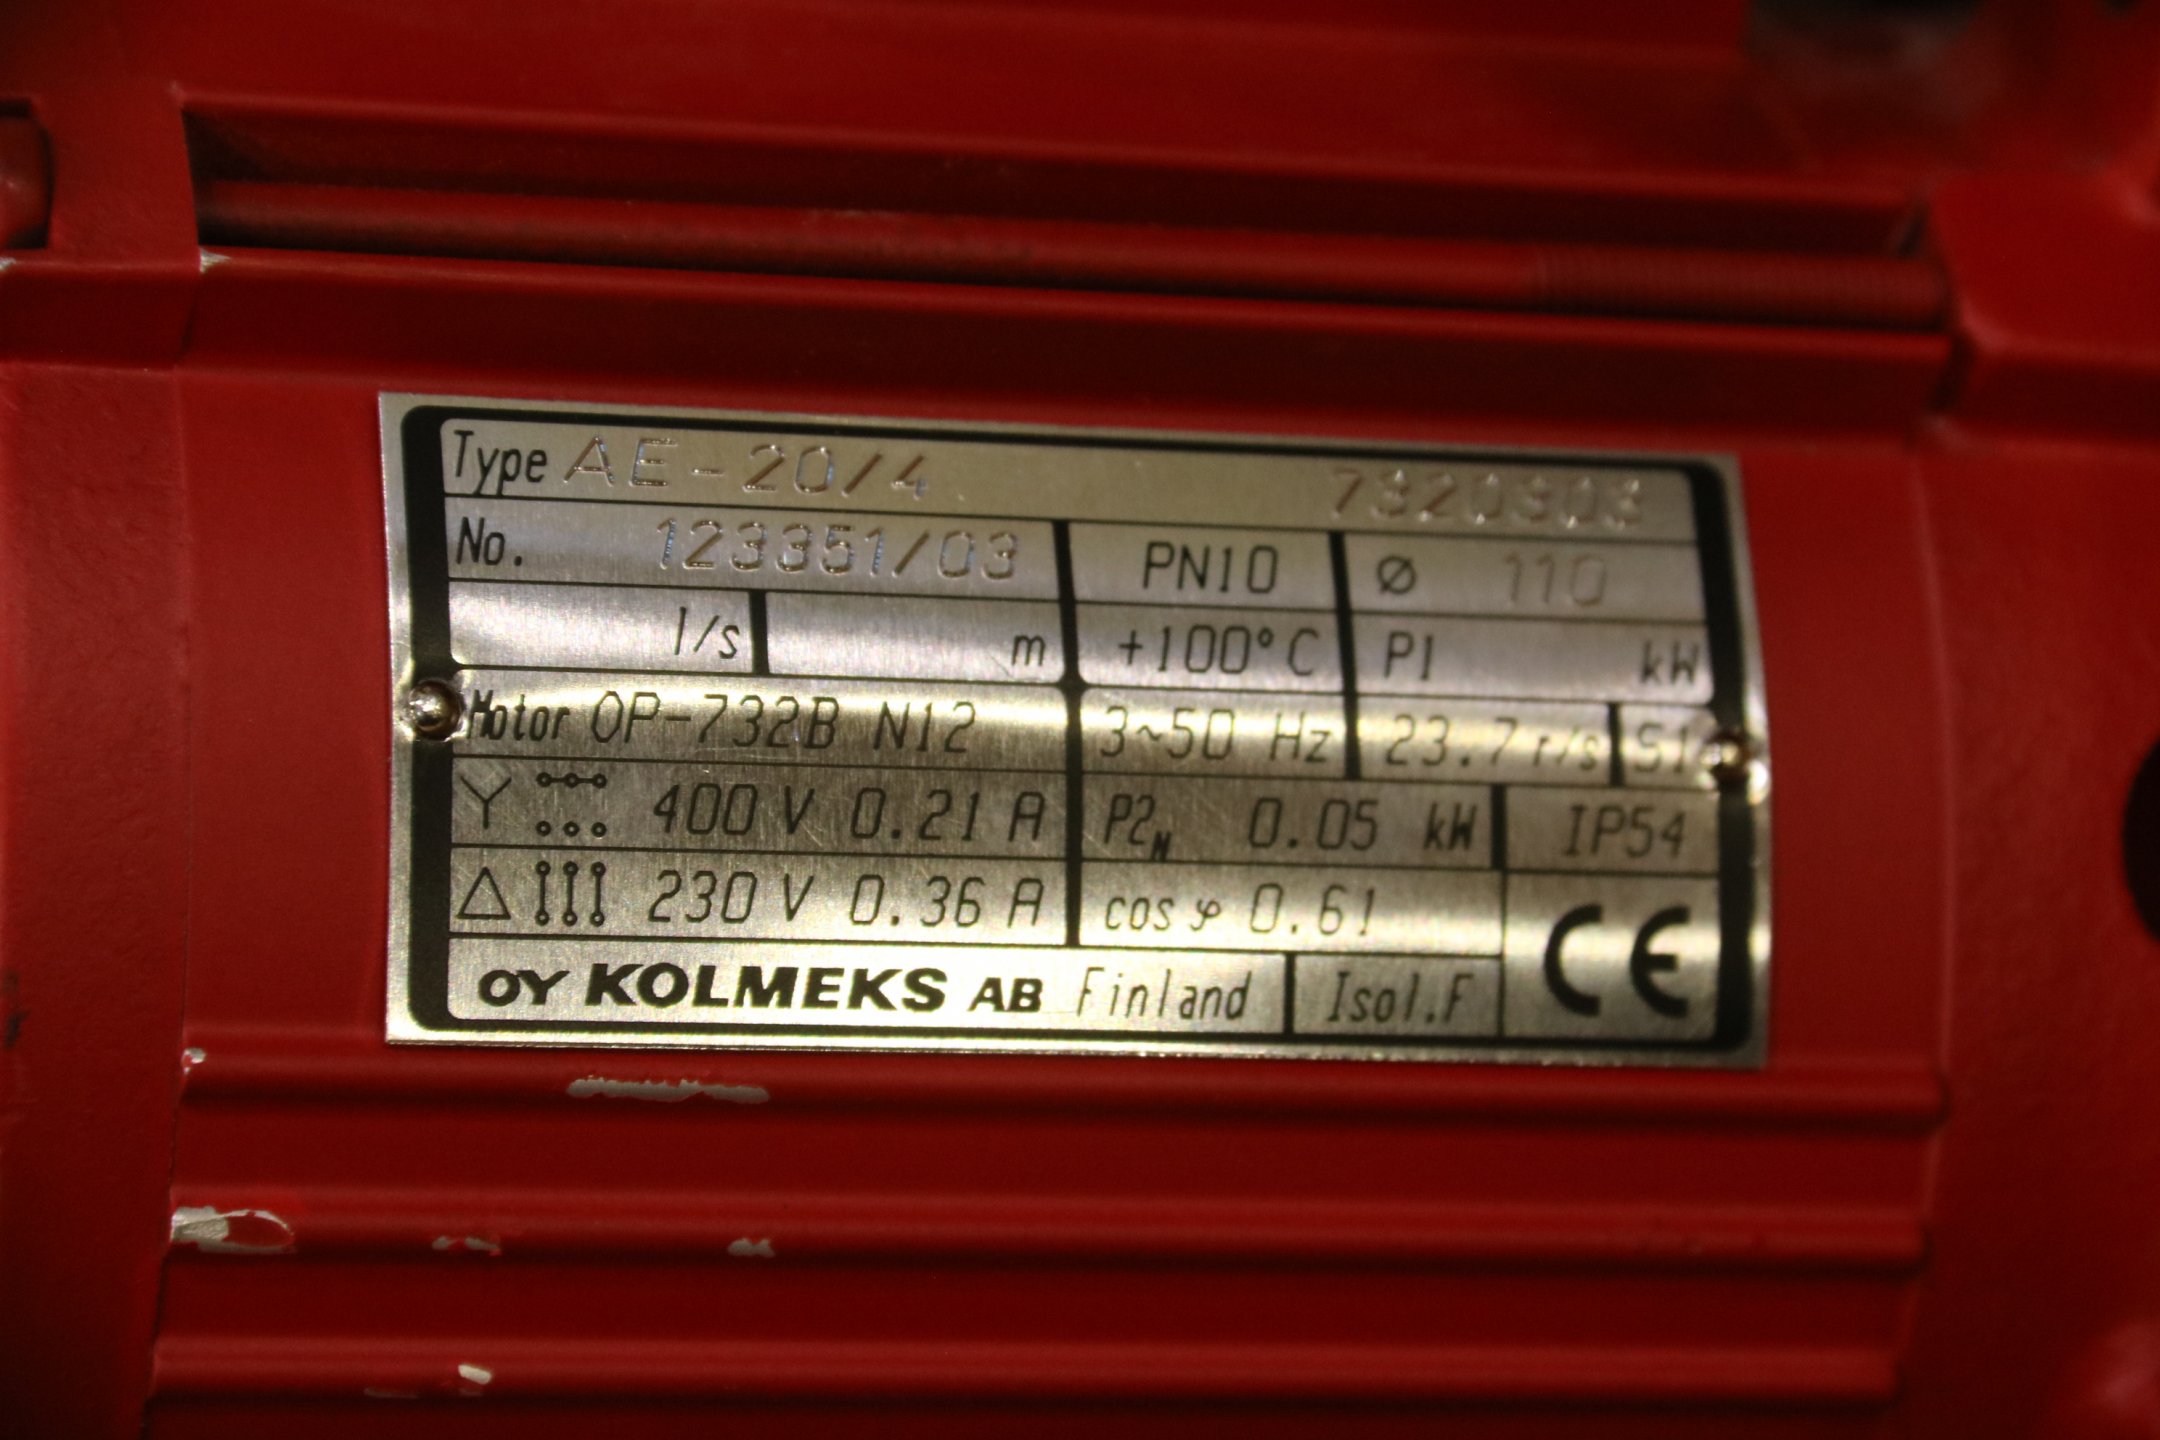 Type AE-20/4 7320303
No. 123351/03 PN10 Ø 110
l/s m +100°C P1 kW
Motor OP-732B N12 3~50 Hz 23.7 r/s S1
Y 400 V 0.21 A P2N 0.05 kW IP54
△ 230 V 0.36 A cos φ 0.61 CE
OY KOLMEKS AB Finland Isol.F